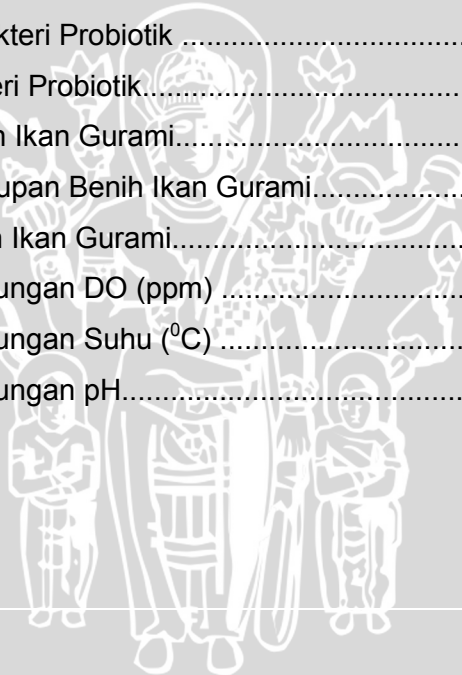 kteri Probiotik ....................................................
ri Probiotik..........................................................
n Ikan Gurami....................................................
upan Benih Ikan Gurami...........................
n Ikan Gurami....................................................
ungan DO (ppm) .............................................
ungan Suhu (⁰C) .............................................
ungan pH............................................................